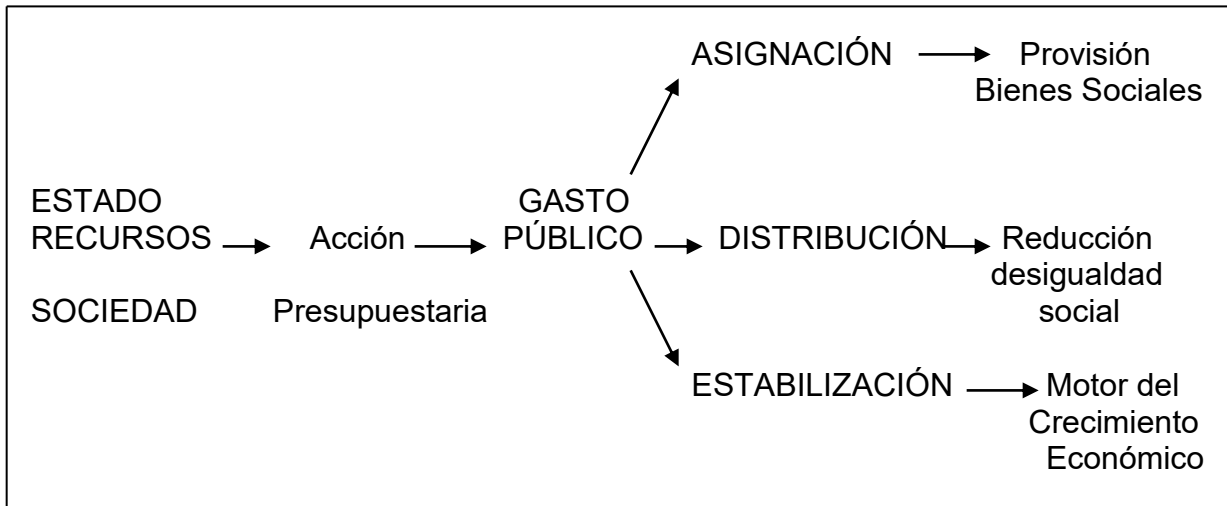 ASIGNACIÓN Provisión
Bienes Sociales
ESTADO GASTO
RECURSOS Acción PÚBLICO DISTRIBUCIÓN Reducción
desigualdad
SOCIEDAD Presupuestaria social
ESTABILIZACIÓN Motor del
Crecimiento
Económico